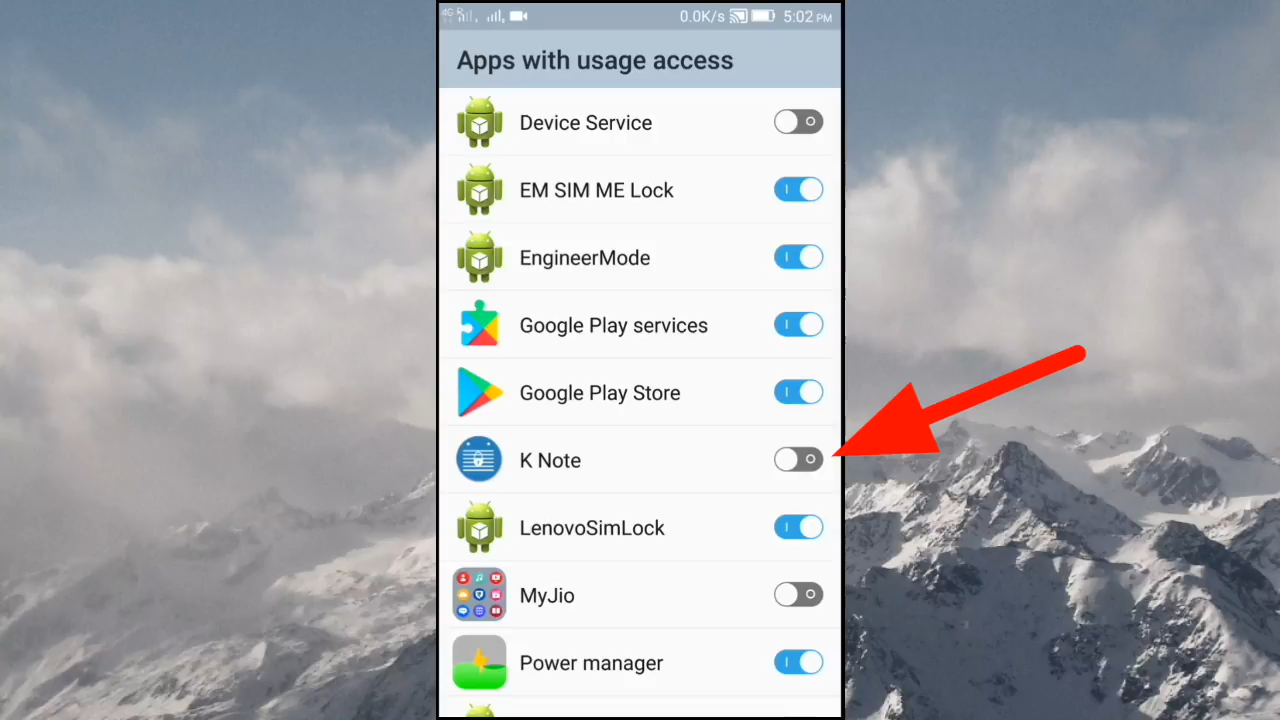 4G R 0.0K/s 5:02 PM
Apps with usage access
Device Service
EM SIM ME Lock
EngineerMode
Google Play services
Google Play Store
K Note
LenovoSimLock
MyJio
Power manager